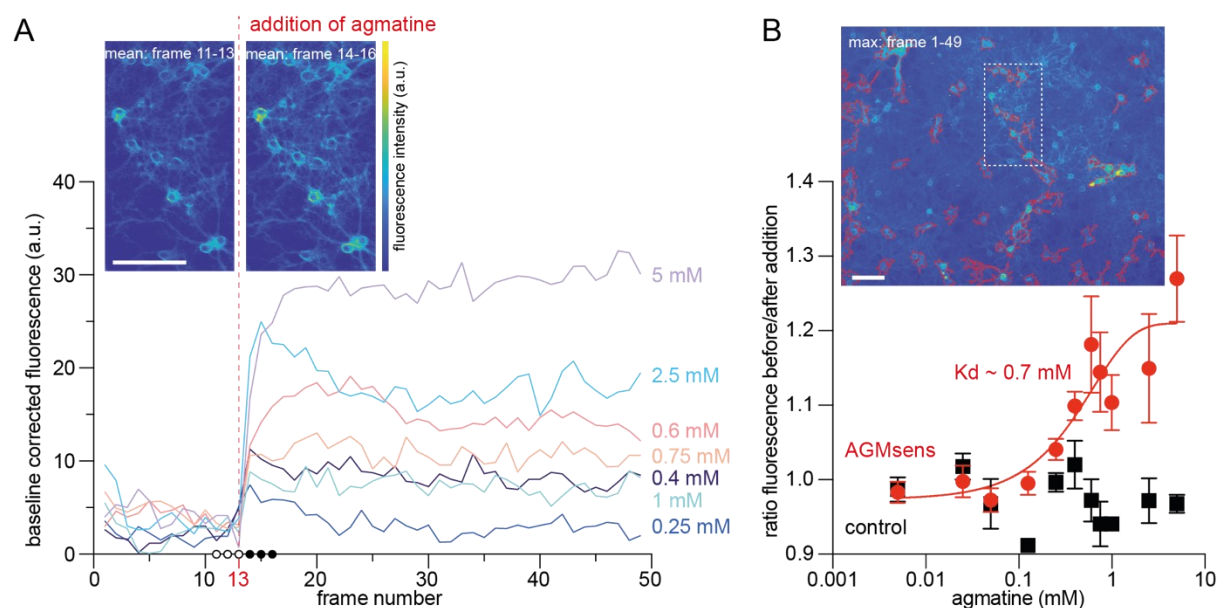 A
addition of agmatine
mean: frame 11-13
mean: frame 14-16
fluorescence intensity (a.u.)
baseline corrected fluorescence (a.u.)
40
30
20
10
0
5 mM
2.5 mM
0.6 mM
0.75 mM
0.4 mM
1 mM
0.25 mM
0
10
13
20
30
40
50
frame number
B
max: frame 1-49
ratio fluorescence before/after addition
1.4
1.3
1.2
1.1
1.0
0.9
Kd ~ 0.7 mM
AGMsens
control
0.001
0.01
0.1
1
10
agmatine (mM)